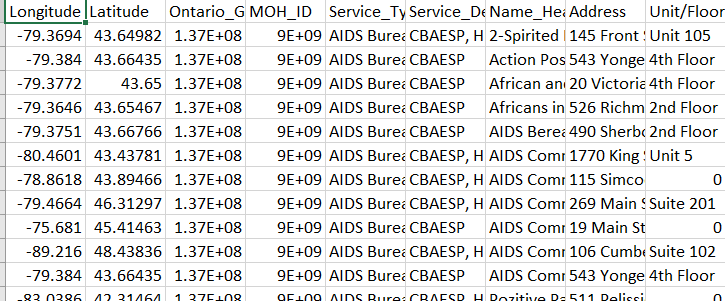 Longitude Latitude Ontario_G MOH_ID Service_Ty Service_De Name_Hea Address Unit/Floor
-79.3694 43.64982 1.37E+08 9E+09 AIDS Burea CBAESP, H 2-Spirited 145 Front S Unit 105
-79.384 43.66435 1.37E+08 9E+09 AIDS Burea CBAESP Action Pos 543 Yonge 4th Floor
-79.3772 43.65 1.37E+08 9E+09 AIDS Burea CBAESP African an 20 Victoria 4th Floor
-79.3646 43.65467 1.37E+08 9E+09 AIDS Burea CBAESP Africans in 526 Richm 2nd Floor
-79.3751 43.66766 1.37E+08 9E+09 AIDS Burea CBAESP AIDS Berea 490 Sherbo 2nd Floor
-80.4601 43.43781 1.37E+08 9E+09 AIDS Burea CBAESP, H AIDS Comr 1770 King S Unit 5
-78.8618 43.89466 1.37E+08 9E+09 AIDS Burea CBAESP, H AIDS Comr 115 Simco 0
-79.4664 46.31297 1.37E+08 9E+09 AIDS Burea CBAESP, H AIDS Comr 269 Main S Suite 201
-75.681 45.41463 1.37E+08 9E+09 AIDS Burea CBAESP AIDS Comr 19 Main St 0
-89.216 48.43836 1.37E+08 9E+09 AIDS Burea CBAESP, H AIDS Comr 106 Cumbe Suite 102
-79.384 43.66435 1.37E+08 9E+09 AIDS Burea CBAESP AIDS Comr 543 Yonge 4th Floor
-83.0386 42.31464 1.37E+08 9E+09 AIDS Burea CBAESP, H Pozitive Pa 511 Pelissi 0